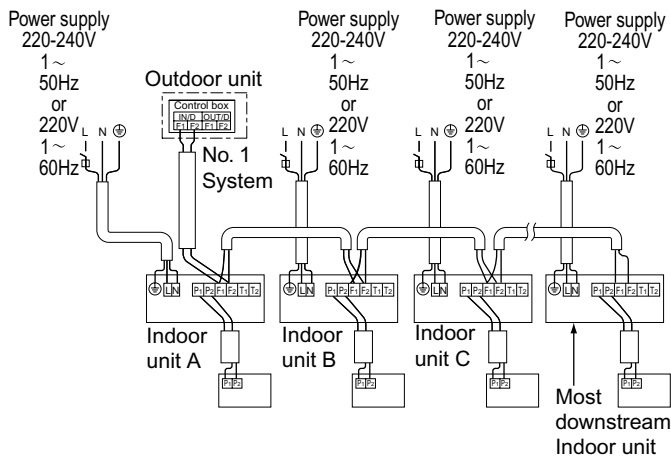 Power supply
220-240V
1～
50Hz
or
220V
1～
60Hz
L N
Outdoor unit
Control box
IN/D OUT/D
F1 F2 F1 F2
No. 1
System
Power supply
220-240V
1～
50Hz
or
220V
1～
60Hz
L N
Power supply
220-240V
1～
50Hz
or
220V
1～
60Hz
L N
Power supply
220-240V
1～
50Hz
or
220V
1～
60Hz
L N
L N P1 P2 F1 F2 T1 T2
L N P1 P2 F1 F2 T1 T2
L N P1 P2 F1 F2 T1 T2
L N P1 P2 F1 F2 T1 T2
Indoor
unit A
P1 P2
Indoor
unit B
P1 P2
Indoor
unit C
P1 P2
Most
downstream
Indoor unit
P1 P2